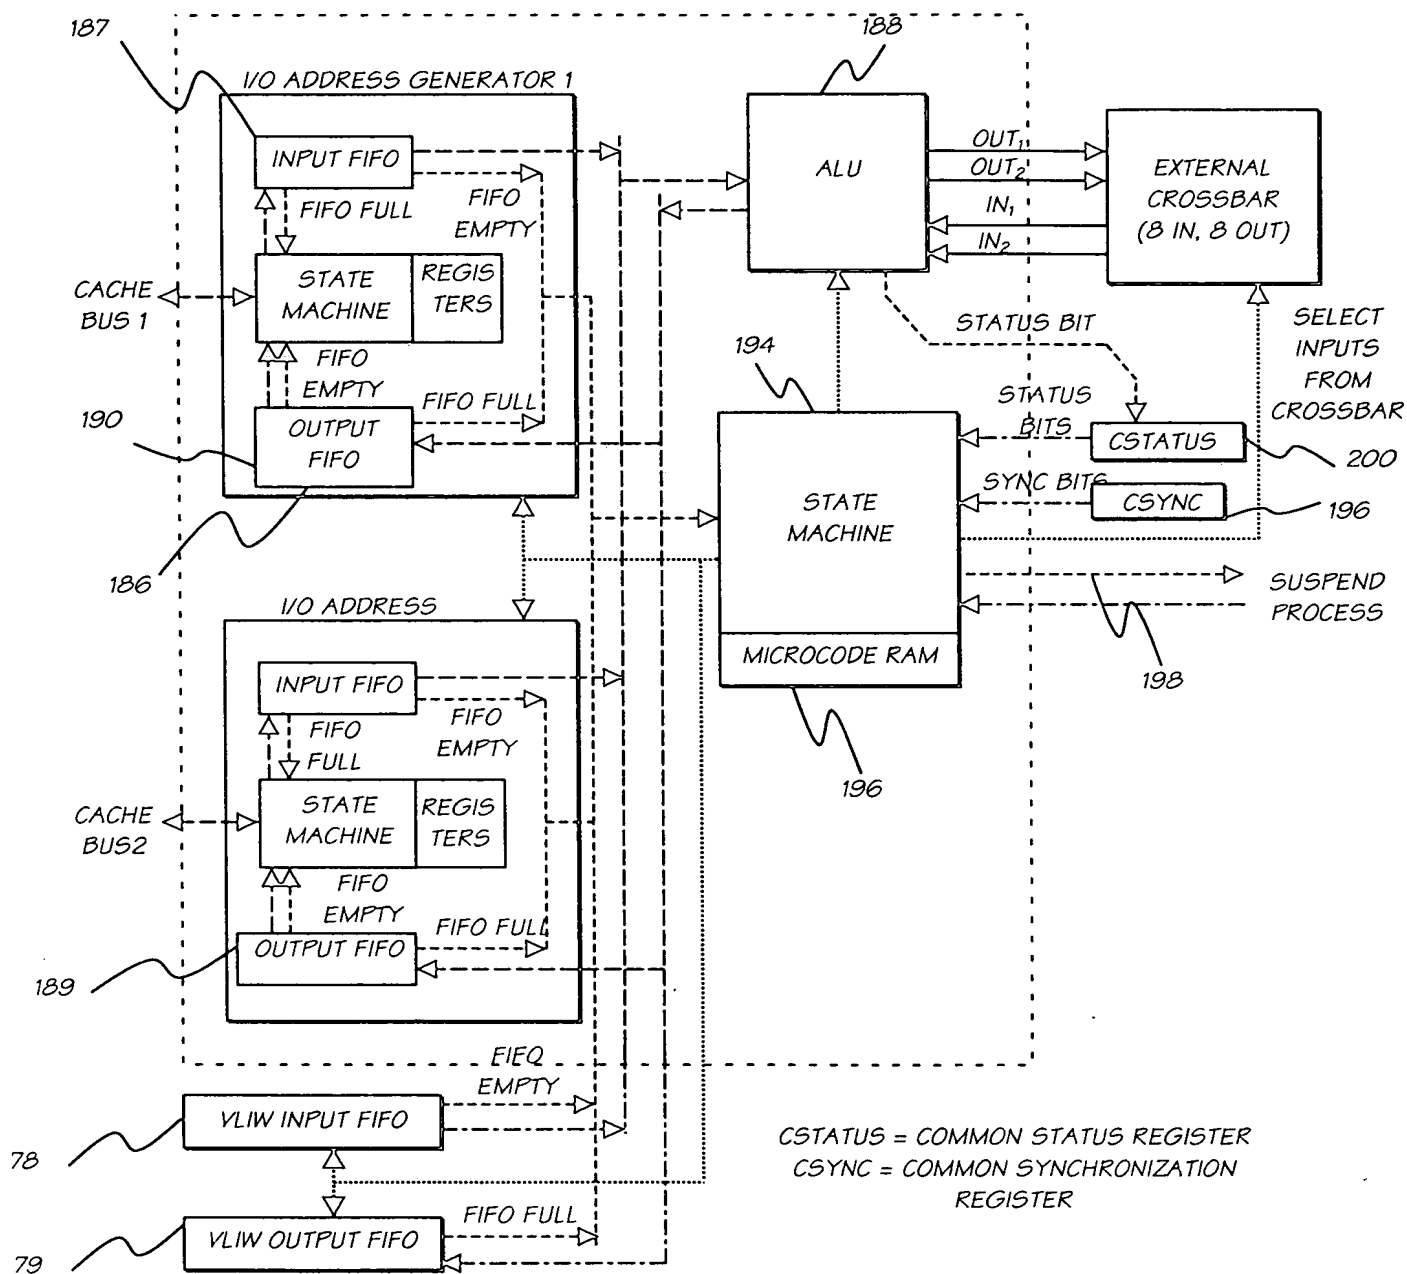 187
188
I/O ADDRESS GENERATOR 1
INPUT FIFO
FIFO FULL
FIFO
EMPTY
CACHE
BUS 1
STATE
MACHINE
REGIS
TERS
FIFO
EMPTY
FIFO FULL
OUTPUT
FIFO
190
186
ALU
OUT₁
OUT₂
IN₁
IN₂
EXTERNAL
CROSSBAR
(8 IN, 8 OUT)
STATUS BIT
SELECT
INPUTS
FROM
CROSSBAR
194
STATUS
BITS
CSTATUS
200
SYNC BITS
CSYNC
196
STATE
MACHINE
SUSPEND
PROCESS
MICROCODE RAM
198
196
I/O ADDRESS
INPUT FIFO
FIFO
FULL
FIFO
EMPTY
CACHE
BUS2
STATE
MACHINE
REGIS
TERS
FIFO
EMPTY
FIFO FULL
OUTPUT FIFO
189
FIFO
EMPTY
VLIW INPUT FIFO
78
FIFO FULL
VLIW OUTPUT FIFO
79
CSTATUS = COMMON STATUS REGISTER
CSYNC = COMMON SYNCHRONIZATION
REGISTER